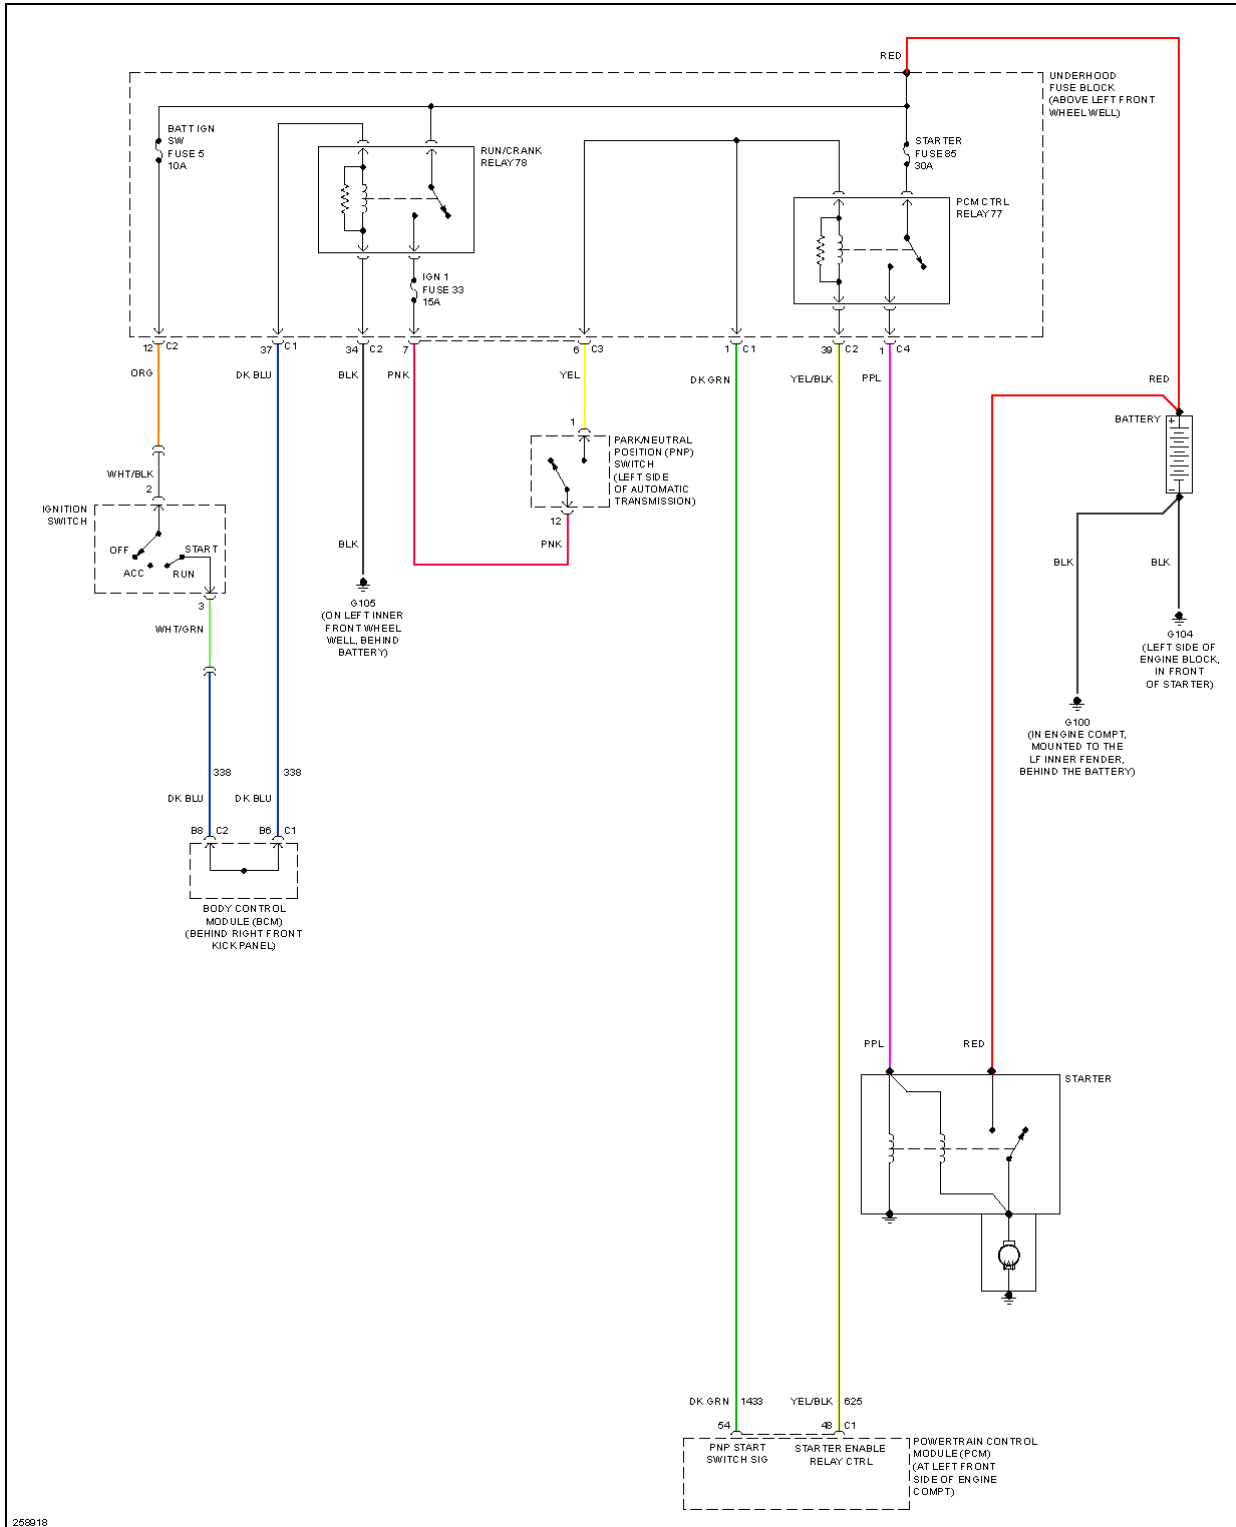 RED
UNDERHOOD
FUSE BLOCK
(ABOVE LEFT FRONT
WHEEL WELL)
BATT IGN
SW
FUSE 5
10A
RUN/CRANK
RELAY 78
STARTER
FUSE 85
30A
PCM CTRL
RELAY 77
IGN 1
FUSE 33
15A
12 C2
37 C1
34 C2
7
6 C3
1 C1
39 C2
1 C4
ORG
DK BLU
BLK
PNK
YEL
DK GRN
YEL/BLK
PPL
RED
BATTERY
+
-
1
PARK/NEUTRAL
POSITION (PNP)
SWITCH
(LEFT SIDE
OF AUTOMATIC
TRANSMISSION)
12
PNK
WHT/BLK
2
IGNITION
SWITCH
OFF
START
ACC
RUN
3
WHT/GRN
BLK
G105
(ON LEFT INNER
FRONT WHEEL
WELL, BEHIND
BATTERY)
BLK
BLK
G104
(LEFT SIDE OF
ENGINE BLOCK,
IN FRONT
OF STARTER)
G100
(IN ENGINE COMPT,
MOUNTED TO THE
LF INNER FENDER,
BEHIND THE BATTERY)
338
338
DK BLU
DK BLU
B8 C2
B6 C1
BODY CONTROL
MODULE (BCM)
(BEHIND RIGHT FRONT
KICK PANEL)
PPL
RED
STARTER
M
DK GRN 1433
YEL/BLK 625
54
48 C1
PNP START
SWITCH SIG
STARTER ENABLE
RELAY CTRL
POWERTRAIN CONTROL
MODULE (PCM)
(AT LEFT FRONT
SIDE OF ENGINE
COMPT)
258918